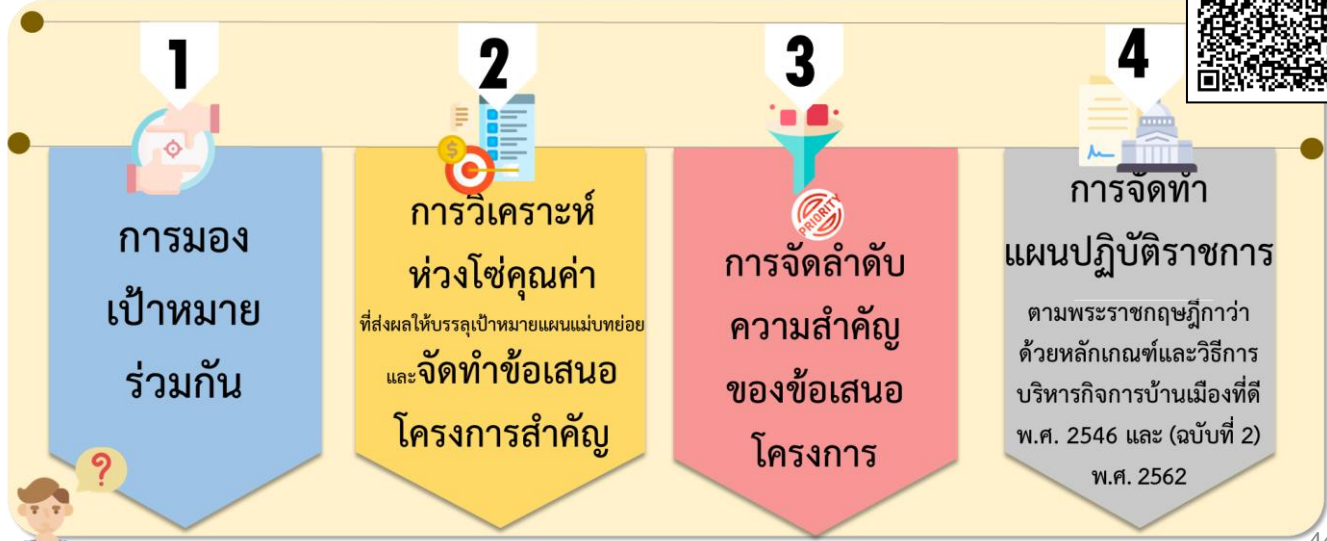 1
การมอง
เป้าหมาย
ร่วมกัน
?
2
การวิเคราะห์
ห่วงโซ่คุณค่า
ที่ส่งผลให้บรรลุเป้าหมายแผนแม่บทย่อย
และจัดทำข้อเสนอ
โครงการสำคัญ
$
3
PRIORITY
การจัดลำดับ
ความสำคัญ
ของข้อเสนอ
โครงการ
4
การจัดทำ
แผนปฏิบัติราชการ
ตามพระราชกฤษฎีกาว่า
ด้วยหลักเกณฑ์และวิธีการ
บริหารกิจการบ้านเมืองที่ดี
พ.ศ. 2546 และ (ฉบับที่ 2)
พ.ศ. 2562